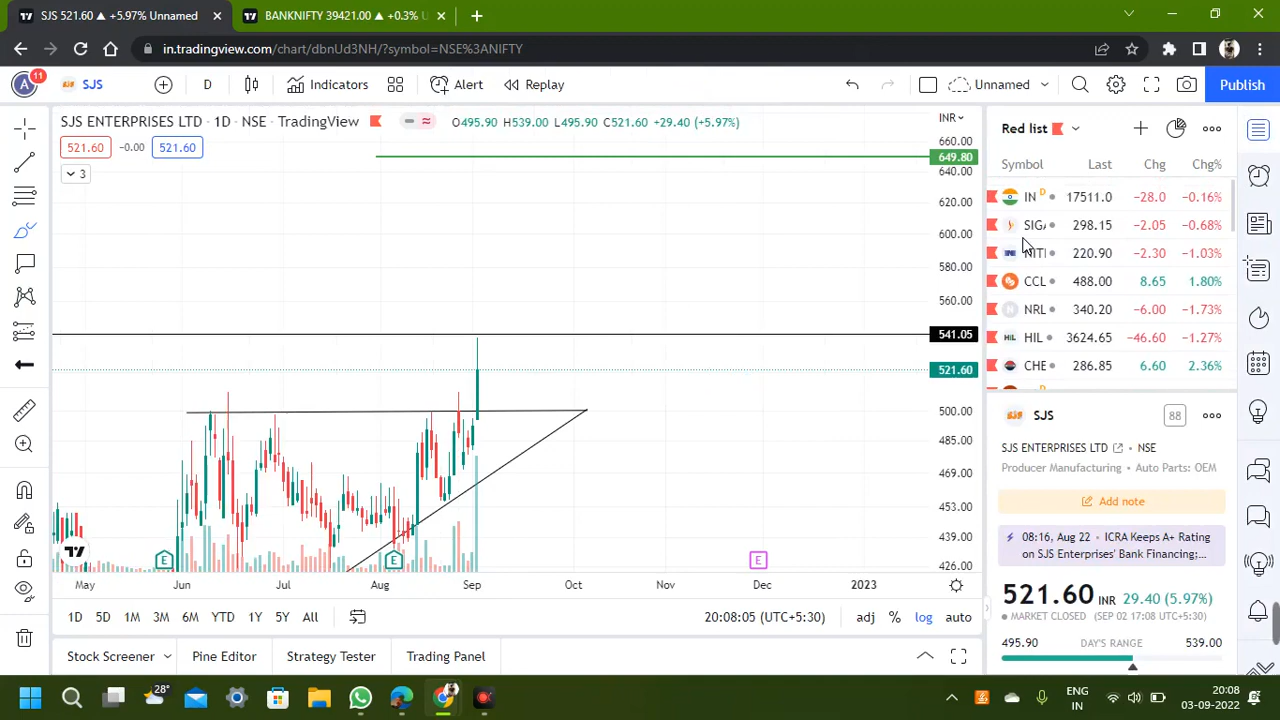 SJS 521.60 ▲ +5.97% Unnamed
BANKNIFTY 39421.00 ▲ +0.3%
in.tradingview.com/chart/dbnUd3NH/?symbol=NSE%3ANIFTY
A 11 SJS D Indicators Alert Replay Unnamed Publish
SJS ENTERPRISES LTD · 1D · NSE · TradingView O495.90 H539.00 L495.90 C521.60 +29.40 (+5.97%)
521.60 -0.00 521.60
3
INR
660.00
649.80
640.00
620.00
600.00
580.00
560.00
541.05
521.60
500.00
485.00
469.00
453.00
439.00
426.00
E E E
May Jun Jul Aug Sep Oct Nov Dec 2023
1D 5D 1M 3M 6M YTD 1Y 5Y All 20:08:05 (UTC+5:30) adj % log auto
Stock Screener Pine Editor Strategy Tester Trading Panel
Red list
Symbol Last Chg Chg%
IN D 17511.0 −28.0 −0.16%
SIGA 298.15 −2.05 −0.68%
NITI 220.90 −2.30 −1.03%
CCL 488.00 8.65 1.80%
NRL 340.20 −6.00 −1.73%
HIL HIL 3624.65 −46.60 −1.27%
CHE 286.85 6.60 2.36%
D
SJS SJS 88
SJS ENTERPRISES LTD • NSE
Producer Manufacturing • Auto Parts: OEM
Add note
08:16, Aug 22 • ICRA Keeps A+ Rating
on SJS Enterprises' Bank Financing;...
521.60 INR 29.40 (5.97%)
MARKET CLOSED (SEP 02 17:08 UTC+5:30)
495.90 DAY'S RANGE 539.00
28° ENG 20:08
IN 03-09-2022